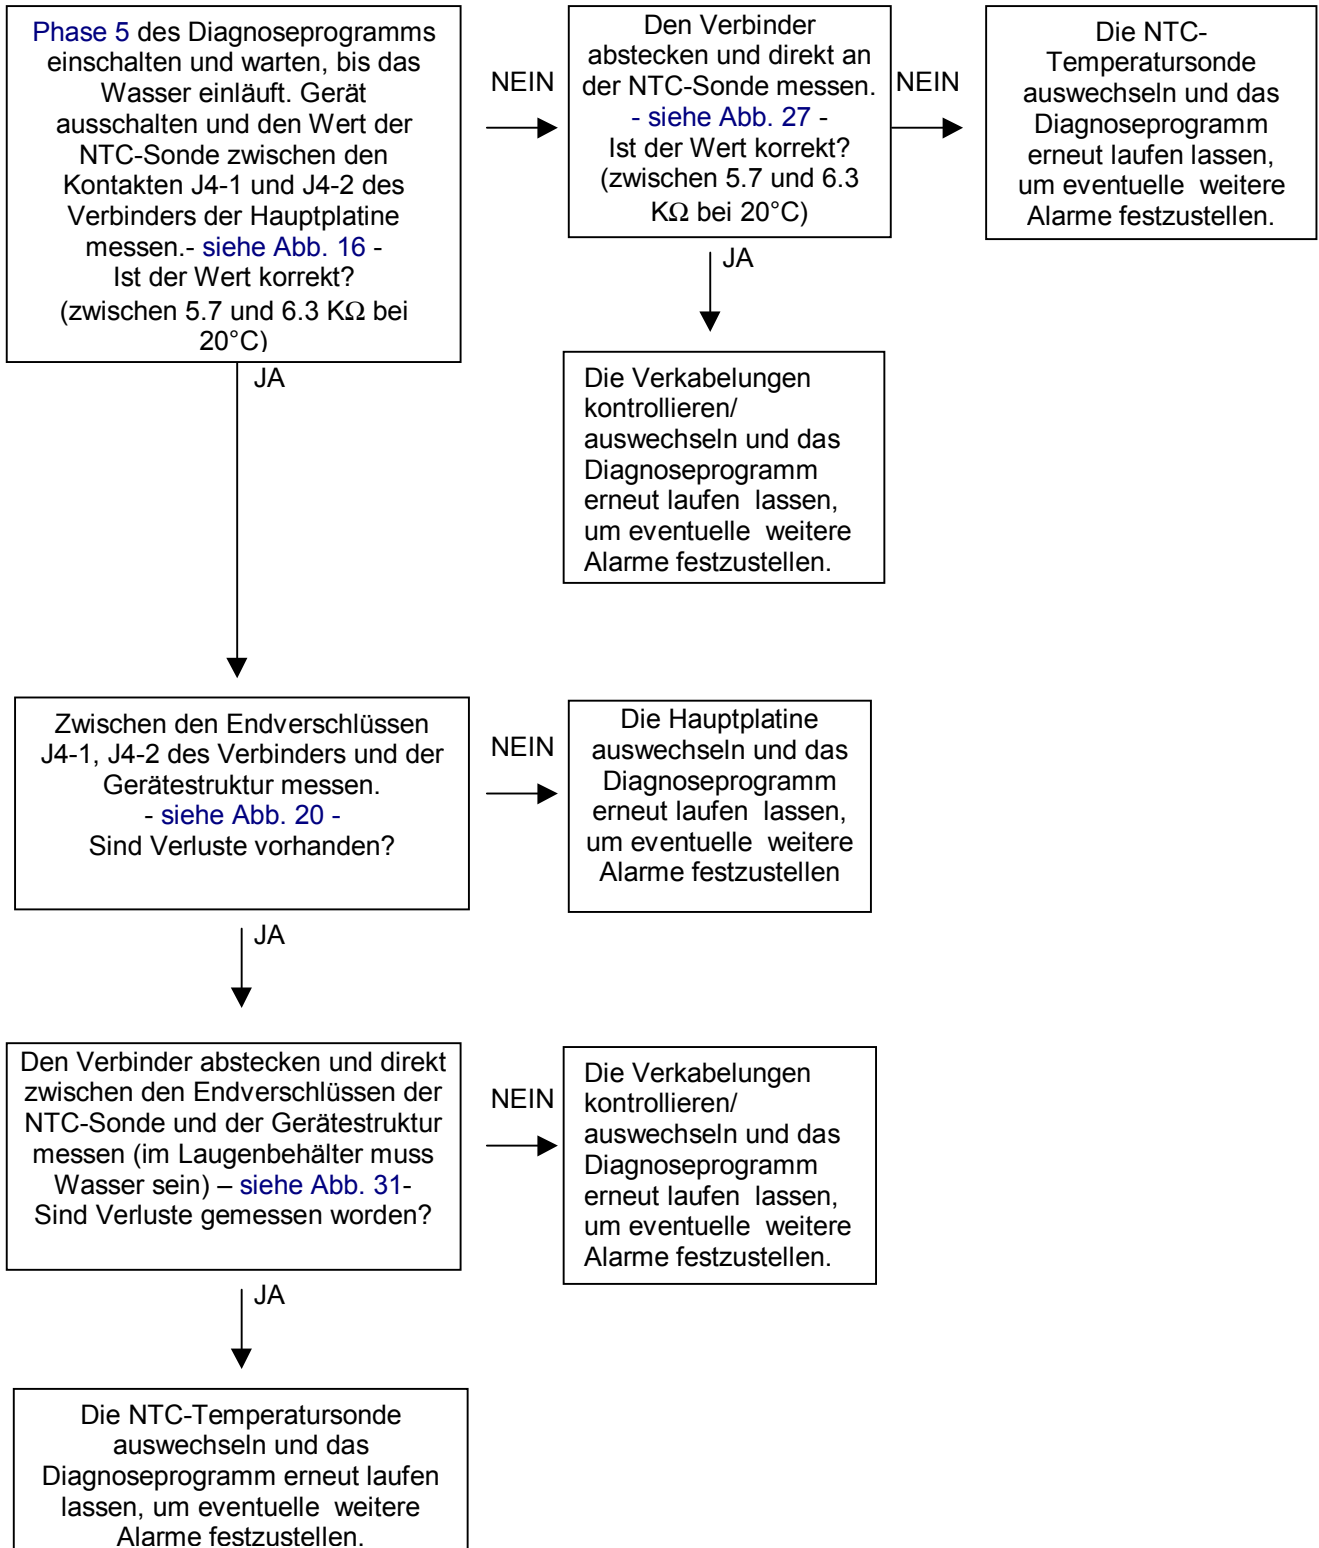 Phase 5 des Diagnoseprogramms
einschalten und warten, bis das
Wasser einläuft. Gerät
ausschalten und den Wert der
NTC-Sonde zwischen den
Kontakten J4-1 und J4-2 des
Verbinders der Hauptplatine
messen.- siehe Abb. 16 -
Ist der Wert korrekt?
(zwischen 5.7 und 6.3 KΩ bei
20°C)
NEIN
Den Verbinder
abstecken und direkt an
der NTC-Sonde messen.
- siehe Abb. 27 -
Ist der Wert korrekt?
(zwischen 5.7 und 6.3
KΩ bei 20°C)
NEIN
Die NTC-
Temperatursonde
auswechseln und das
Diagnoseprogramm
erneut laufen lassen,
um eventuelle  weitere
Alarme festzustellen.
JA
JA
Die Verkabelungen
kontrollieren/
auswechseln und das
Diagnoseprogramm
erneut laufen  lassen,
um eventuelle  weitere
Alarme festzustellen.
Zwischen den Endverschlüssen
J4-1, J4-2 des Verbinders und der
Gerätestruktur messen.
- siehe Abb. 20 -
Sind Verluste vorhanden?
NEIN
Die Hauptplatine
auswechseln und das
Diagnoseprogramm
erneut laufen  lassen,
um eventuelle  weitere
Alarme festzustellen
JA
Den Verbinder abstecken und direkt
zwischen den Endverschlüssen der
NTC-Sonde und der Gerätestruktur
messen (im Laugenbehälter muss
Wasser sein) – siehe Abb. 31-
Sind Verluste gemessen worden?
NEIN
Die Verkabelungen
kontrollieren/
auswechseln und das
Diagnoseprogramm
erneut laufen  lassen,
um eventuelle  weitere
Alarme festzustellen.
JA
Die NTC-Temperatursonde
auswechseln und das
Diagnoseprogramm erneut laufen
lassen, um eventuelle  weitere
Alarme festzustellen.